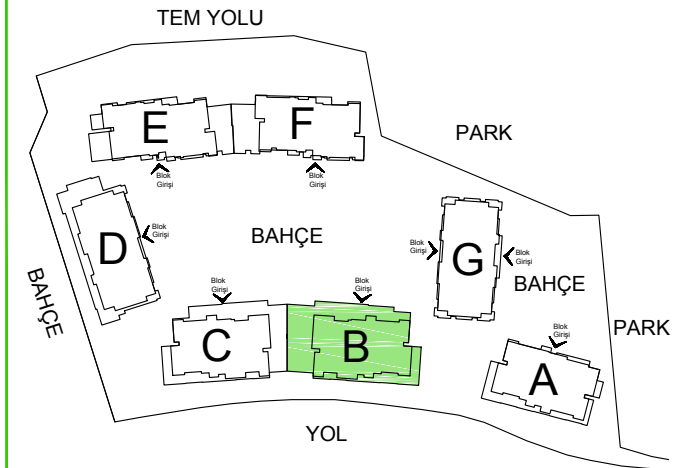 TEM YOLU
E
F
PARK
Blok
Girişi
Blok
Girişi
D
Blok
Girişi
BAHÇE
Blok
Girişi
G
Blok
Girişi
BAHÇE
BAHÇE
Blok
Girişi
Blok
Girişi
C
B
Blok
Girişi
PARK
A
YOL